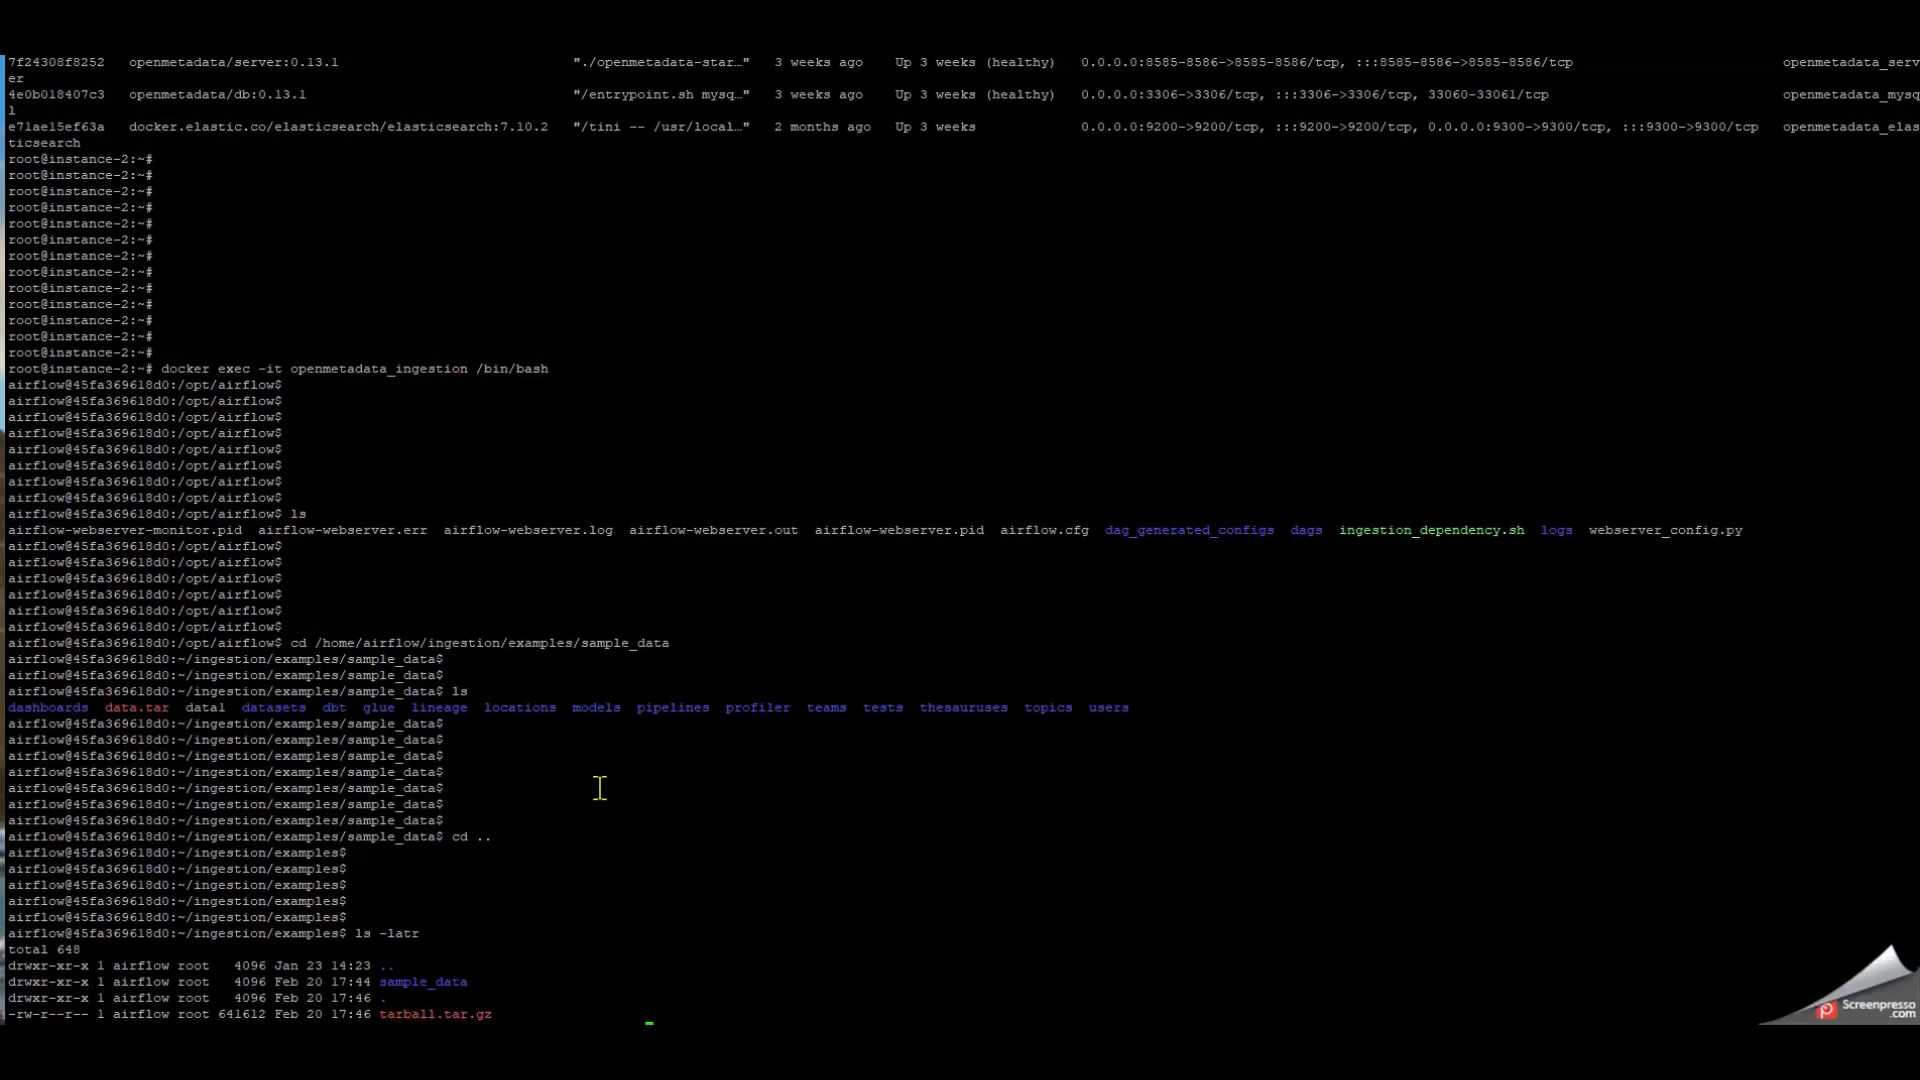 7f24308f8252   openmetadata/server:0.13.1   "./openmetadata-star…"   3 weeks ago    Up 3 weeks (healthy)   0.0.0.0:8585-8586->8585-8586/tcp, :::8585-8586->8585-8586/tcp   openmetadata_serv
er
4e0b018407c3   openmetadata/db:0.13.1   "/entrypoint.sh mysq…"   3 weeks ago    Up 3 weeks (healthy)   0.0.0.0:3306->3306/tcp, :::3306->3306/tcp, 33060-33061/tcp   openmetadata_mysq
l
e71ae15ef63a   docker.elastic.co/elasticsearch/elasticsearch:7.10.2   "/tini -- /usr/local…"   2 months ago   Up 3 weeks   0.0.0.0:9200->9200/tcp, :::9200->9200/tcp, 0.0.0.0:9300->9300/tcp, :::9300->9300/tcp   openmetadata_elas
ticsearch
root@instance-2:~#
root@instance-2:~#
root@instance-2:~#
root@instance-2:~#
root@instance-2:~#
root@instance-2:~#
root@instance-2:~#
root@instance-2:~#
root@instance-2:~#
root@instance-2:~#
root@instance-2:~#
root@instance-2:~#
root@instance-2:~#
root@instance-2:~# docker exec -it openmetadata_ingestion /bin/bash
airflow@45fa369618d0:/opt/airflow$
airflow@45fa369618d0:/opt/airflow$
airflow@45fa369618d0:/opt/airflow$
airflow@45fa369618d0:/opt/airflow$
airflow@45fa369618d0:/opt/airflow$
airflow@45fa369618d0:/opt/airflow$
airflow@45fa369618d0:/opt/airflow$
airflow@45fa369618d0:/opt/airflow$
airflow@45fa369618d0:/opt/airflow$ ls
airflow-webserver-monitor.pid  airflow-webserver.err  airflow-webserver.log  airflow-webserver.out  airflow-webserver.pid  airflow.cfg  dag_generated_configs  dags  ingestion_dependency.sh  logs  webserver_config.py
airflow@45fa369618d0:/opt/airflow$
airflow@45fa369618d0:/opt/airflow$
airflow@45fa369618d0:/opt/airflow$
airflow@45fa369618d0:/opt/airflow$
airflow@45fa369618d0:/opt/airflow$
airflow@45fa369618d0:/opt/airflow$
airflow@45fa369618d0:/opt/airflow$ cd /home/airflow/ingestion/examples/sample_data
airflow@45fa369618d0:~/ingestion/examples/sample_data$
airflow@45fa369618d0:~/ingestion/examples/sample_data$
airflow@45fa369618d0:~/ingestion/examples/sample_data$ ls
dashboards  data.tar  data1  datasets  dbt  glue  lineage  locations  models  pipelines  profiler  teams  tests  thesauruses  topics  users
airflow@45fa369618d0:~/ingestion/examples/sample_data$
airflow@45fa369618d0:~/ingestion/examples/sample_data$
airflow@45fa369618d0:~/ingestion/examples/sample_data$
airflow@45fa369618d0:~/ingestion/examples/sample_data$
airflow@45fa369618d0:~/ingestion/examples/sample_data$
airflow@45fa369618d0:~/ingestion/examples/sample_data$
airflow@45fa369618d0:~/ingestion/examples/sample_data$
airflow@45fa369618d0:~/ingestion/examples/sample_data$ cd ..
airflow@45fa369618d0:~/ingestion/examples$
airflow@45fa369618d0:~/ingestion/examples$
airflow@45fa369618d0:~/ingestion/examples$
airflow@45fa369618d0:~/ingestion/examples$
airflow@45fa369618d0:~/ingestion/examples$
airflow@45fa369618d0:~/ingestion/examples$ ls -latr
total 648
drwxr-xr-x 1 airflow root   4096 Jan 23 14:23 ..
drwxr-xr-x 1 airflow root   4096 Feb 20 17:44 sample_data
drwxr-xr-x 1 airflow root   4096 Feb 20 17:46 .
-rw-r--r-- 1 airflow root 641612 Feb 20 17:46 tarball.tar.gz
Screenpresso
.com